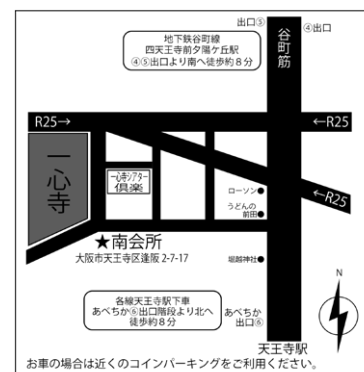 出口⑤
④出口
地下鉄谷町線
四天王寺前夕陽ケ丘駅
④⑤出口より南へ徒歩約8分
谷町筋
R25→
←R25
一心寺
一心寺シアター
倶楽
←R25
ローソン●
うどんの
前田●
★南会所
大阪市天王寺区逢阪 2-7-17
堀越神社●
各線天王寺駅下車
あべちか⑥出口階段より北へ
徒歩約8分
あべちか
出口⑥
N
天王寺駅
お車の場合は近くのコインパーキングをご利用ください。